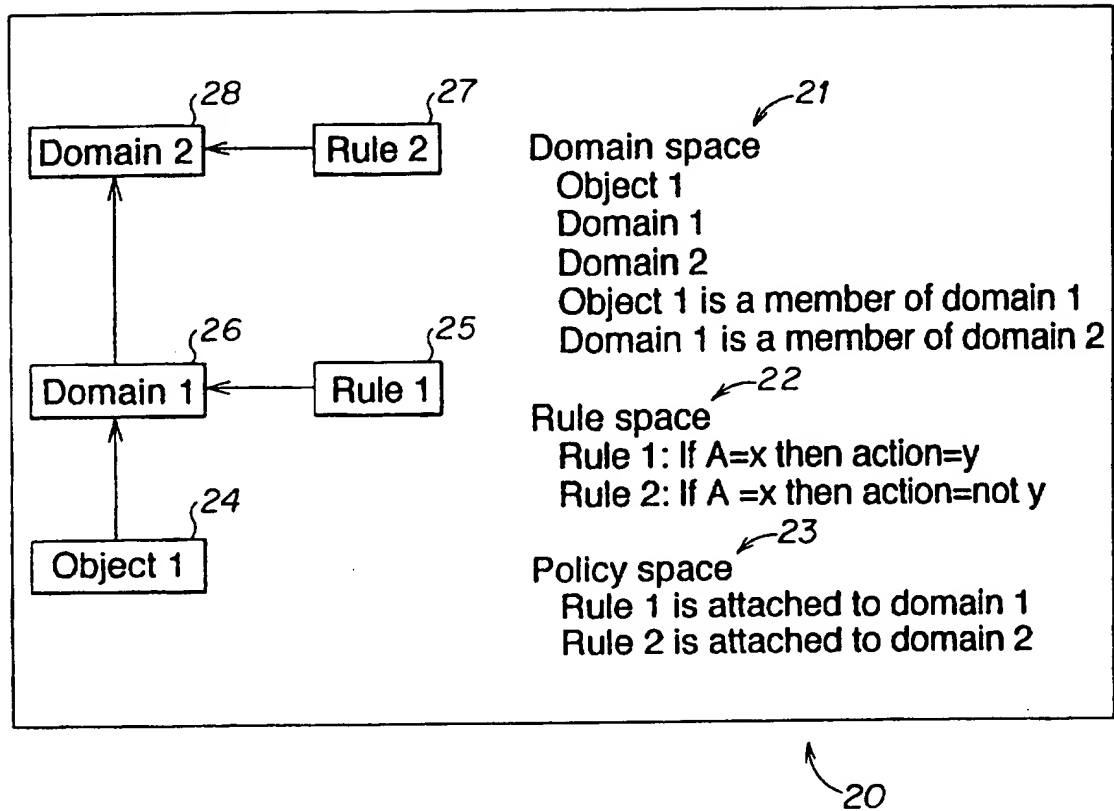 28
27
21
Domain 2
Rule 2
Domain space
Object 1
Domain 1
Domain 2
Object 1 is a member of domain 1
Domain 1 is a member of domain 2
26
25
Domain 1
Rule 1
22
Rule space
Rule 1: If A=x then action=y
Rule 2: If A =x then action=not y
24
Object 1
23
Policy space
Rule 1 is attached to domain 1
Rule 2 is attached to domain 2
20